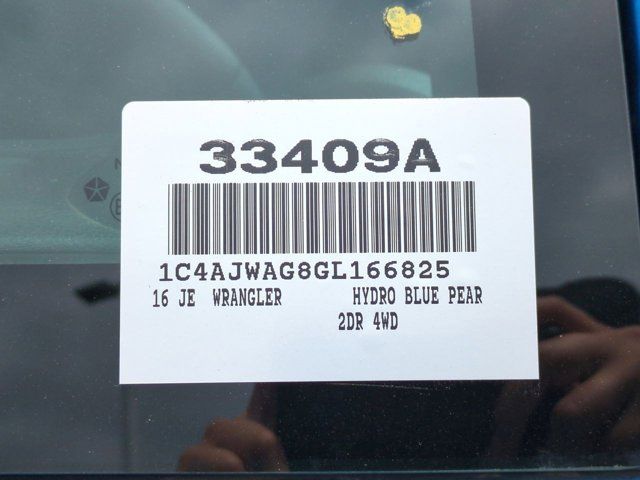 33409A
1C4AJWAG8GL166825
16 JE WRANGLER HYDRO BLUE PEAR
2DR 4WD